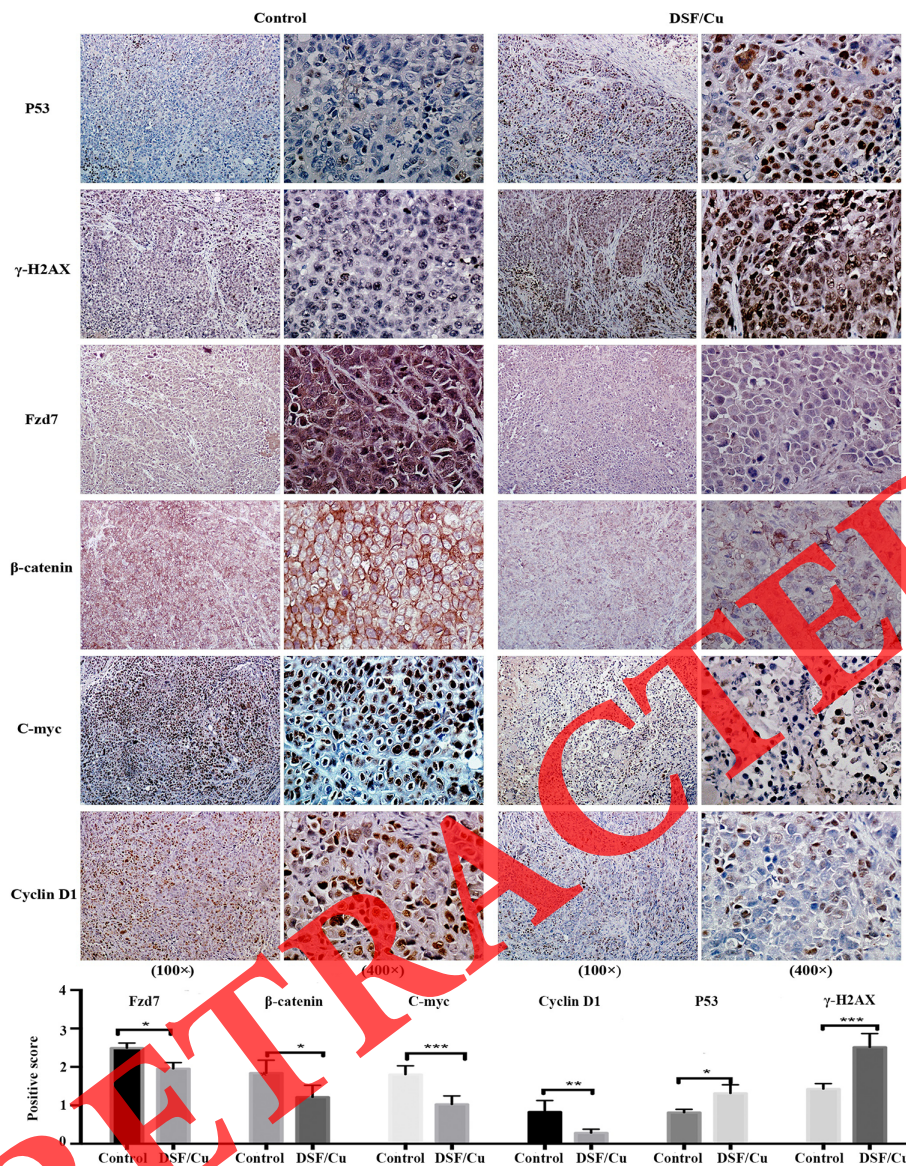 Control DSF/Cu
P53
γ-H2AX
Fzd7
β-catenin
C-myc
Cyclin D1
(100×) (400×) (100×) (400×)
Fzd7 β-catenin C-myc Cyclin D1 P53 γ-H2AX
* * *** ** * ***
Positive score
4
3
2
1
0
Control DSF/Cu Control DSF/Cu Control DSF/Cu Control DSF/Cu Control DSF/Cu Control DSF/Cu
RETRACTED